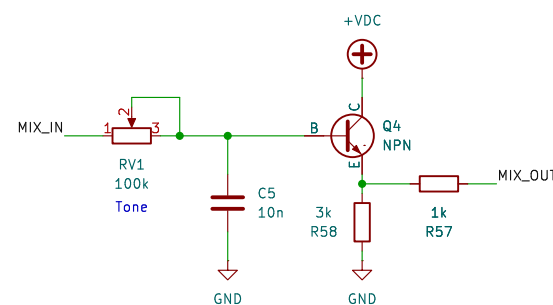 +VDC
MIX_IN
1
2
3
RV1
100k
Tone
C5
10n
GND
B
C
E
Q4
NPN
3k
R58
GND
1k
R57
MIX_OUT